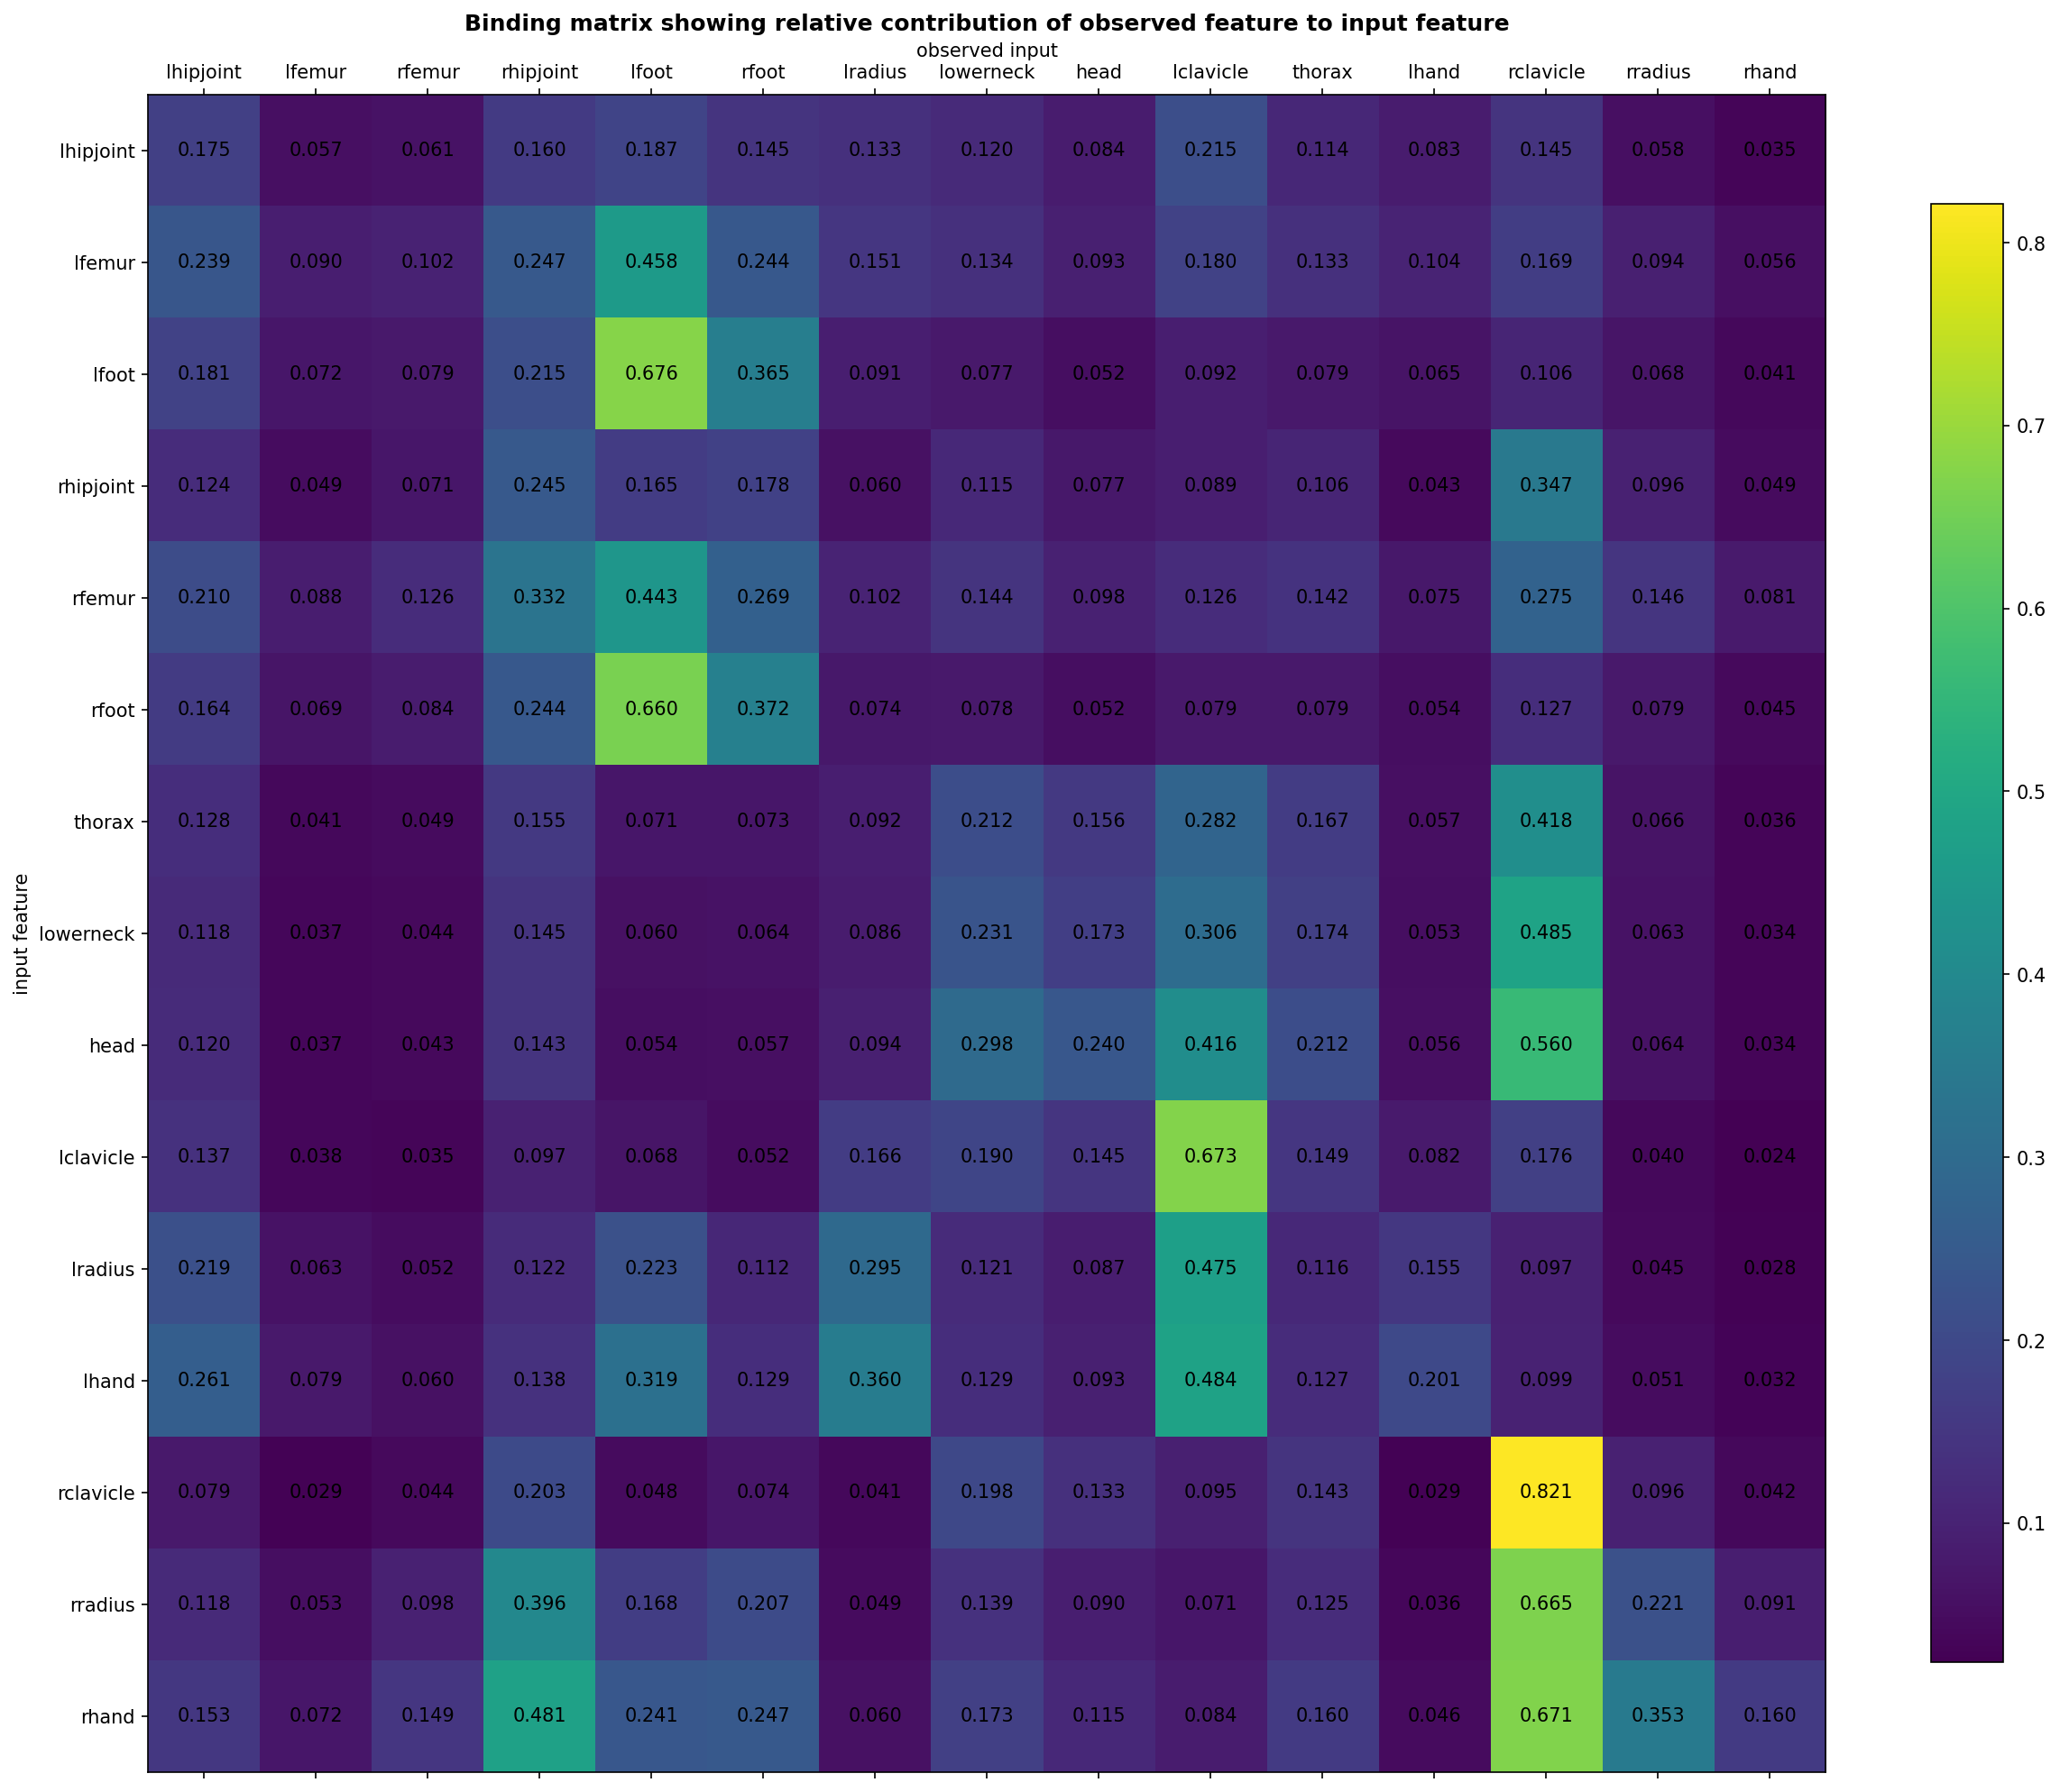 Binding matrix showing relative contribution of observed feature to input feature
observed input
lhipjoint lfemur rfemur rhipjoint lfoot rfoot lradius lowerneck head lclavicle thorax lhand rclavicle rradius rhand
lhipjoint 0.175 0.057 0.061 0.160 0.187 0.145 0.133 0.120 0.084 0.215 0.114 0.083 0.145 0.058 0.035
lfemur 0.239 0.090 0.102 0.247 0.458 0.244 0.151 0.134 0.093 0.180 0.133 0.104 0.169 0.094 0.056
lfoot 0.181 0.072 0.079 0.215 0.676 0.365 0.091 0.077 0.052 0.092 0.079 0.065 0.106 0.068 0.041
rhipjoint 0.124 0.049 0.071 0.245 0.165 0.178 0.060 0.115 0.077 0.089 0.106 0.043 0.347 0.096 0.049
rfemur 0.210 0.088 0.126 0.332 0.443 0.269 0.102 0.144 0.098 0.126 0.142 0.075 0.275 0.146 0.081
rfoot 0.164 0.069 0.084 0.244 0.660 0.372 0.074 0.078 0.052 0.079 0.079 0.054 0.127 0.079 0.045
thorax 0.128 0.041 0.049 0.155 0.071 0.073 0.092 0.212 0.156 0.282 0.167 0.057 0.418 0.066 0.036
lowerneck 0.118 0.037 0.044 0.145 0.060 0.064 0.086 0.231 0.173 0.306 0.174 0.053 0.485 0.063 0.034
head 0.120 0.037 0.043 0.143 0.054 0.057 0.094 0.298 0.240 0.416 0.212 0.056 0.560 0.064 0.034
lclavicle 0.137 0.038 0.035 0.097 0.068 0.052 0.166 0.190 0.145 0.673 0.149 0.082 0.176 0.040 0.024
lradius 0.219 0.063 0.052 0.122 0.223 0.112 0.295 0.121 0.087 0.475 0.116 0.155 0.097 0.045 0.028
lhand 0.261 0.079 0.060 0.138 0.319 0.129 0.360 0.129 0.093 0.484 0.127 0.201 0.099 0.051 0.032
rclavicle 0.079 0.029 0.044 0.203 0.048 0.074 0.041 0.198 0.133 0.095 0.143 0.029 0.821 0.096 0.042
rradius 0.118 0.053 0.098 0.396 0.168 0.207 0.049 0.139 0.090 0.071 0.125 0.036 0.665 0.221 0.091
rhand 0.153 0.072 0.149 0.481 0.241 0.247 0.060 0.173 0.115 0.084 0.160 0.046 0.671 0.353 0.160
input feature
0.8
0.7
0.6
0.5
0.4
0.3
0.2
0.1